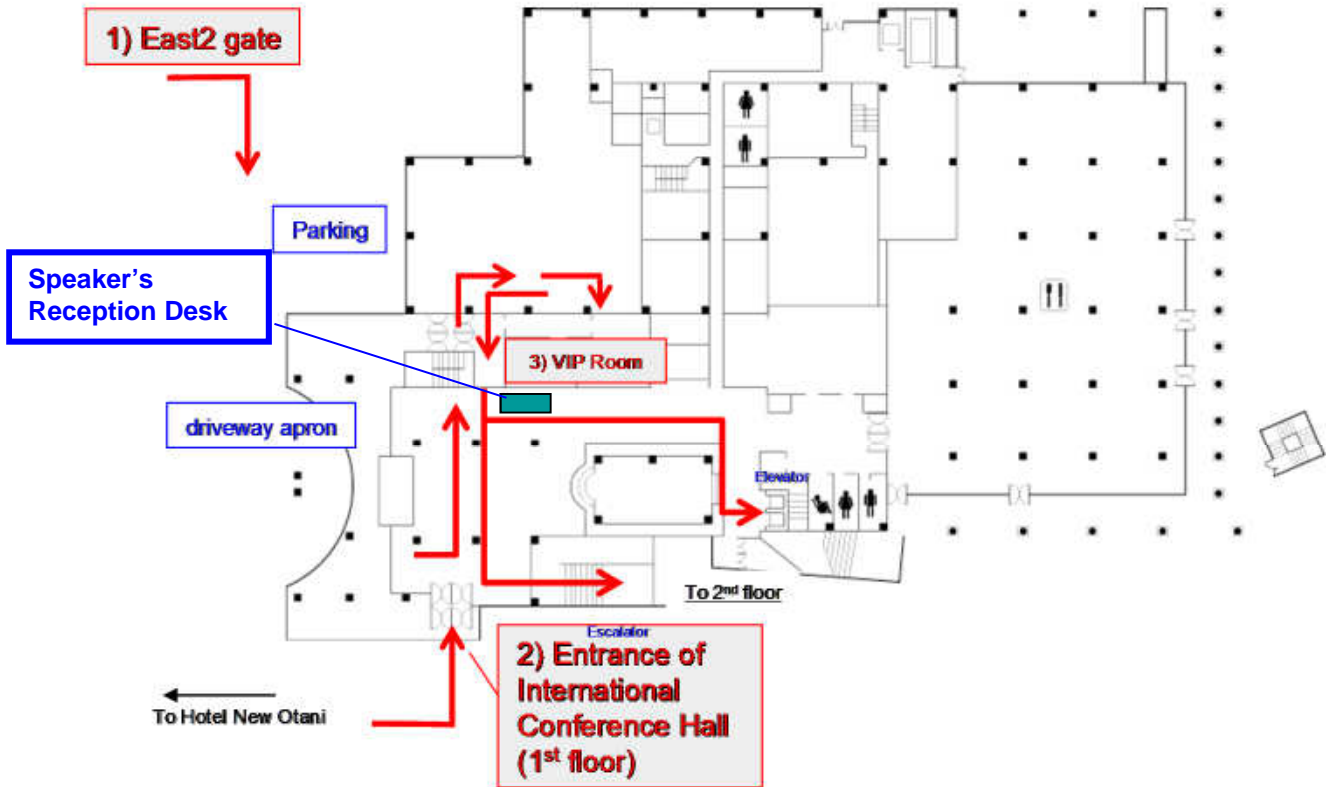 1) East2 gate
Parking
Speaker's
Reception Desk
3) VIP Room
driveway apron
Elevator
To 2nd floor
Escalator
2) Entrance of
International
Conference Hall
(1st floor)
To Hotel New Otani